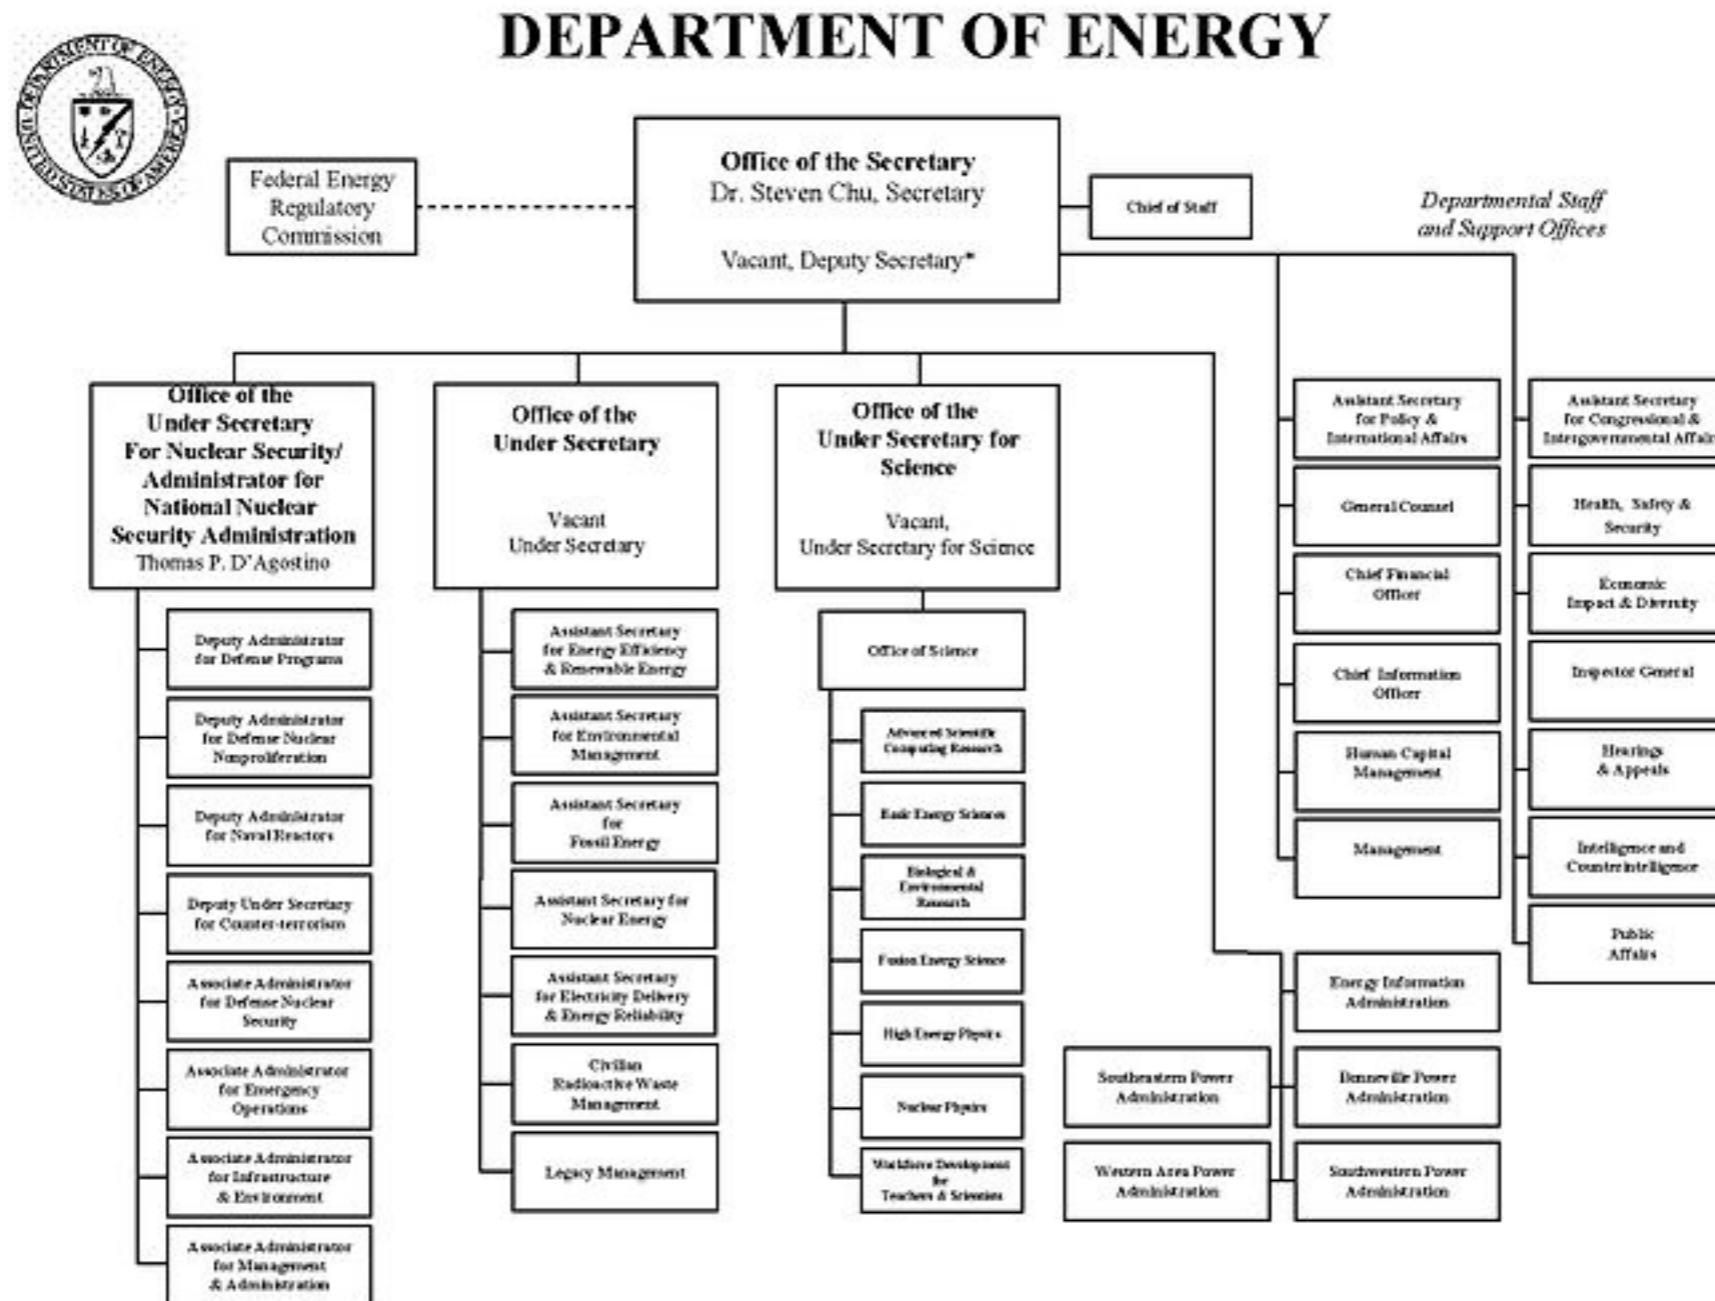 DEPARTMENT OF ENERGY
DEPARTMENT OF ENERGY
UNITED STATES OF AMERICA
Office of the Secretary
Dr. Steven Chu, Secretary
Vacant, Deputy Secretary*
Federal Energy
Regulatory
Commission
Chief of Staff
Departmental Staff
and Support Offices
Office of the
Under Secretary
For Nuclear Security/
Administrator for
National Nuclear
Security Administration
Thomas P. D'Agostino
Deputy Administrator
for Defense Programs
Deputy Administrator
for Defense Nuclear
Nonproliferation
Deputy Administrator
for Naval Reactors
Deputy Under Secretary
for Counter-terrorism
Associate Administrator
for Defense Nuclear
Security
Associate Administrator
for Emergency
Operations
Associate Administrator
for Infrastructure
& Environment
Associate Administrator
for Management
& Administration
Office of the
Under Secretary
Vacant
Under Secretary
Assistant Secretary
for Energy Efficiency
& Renewable Energy
Assistant Secretary
for Environmental
Management
Assistant Secretary
for
Fossil Energy
Assistant Secretary for
Nuclear Energy
Assistant Secretary
for Electricity Delivery
& Energy Reliability
Civilian
Radioactive Waste
Management
Legacy Management
Office of the
Under Secretary for
Science
Vacant,
Under Secretary for Science
Office of Science
Advanced Scientific
Computing Research
Basic Energy Sciences
Biological &
Environmental
Research
Fusion Energy Science
High Energy Physics
Nuclear Physics
Workforce Development
for
Teachers & Scientists
Assistant Secretary
for Policy &
International Affairs
General Counsel
Chief Financial
Officer
Chief Information
Officer
Human Capital
Management
Management
Assistant Secretary
for Congressional &
Intergovernmental Affairs
Health, Safety &
Security
Economic
Impact & Diversity
Inspector General
Hearings
& Appeals
Intelligence and
Counterintelligence
Public
Affairs
Energy Information
Administration
Southeastern Power
Administration
Bonneville Power
Administration
Western Area Power
Administration
Southwestern Power
Administration